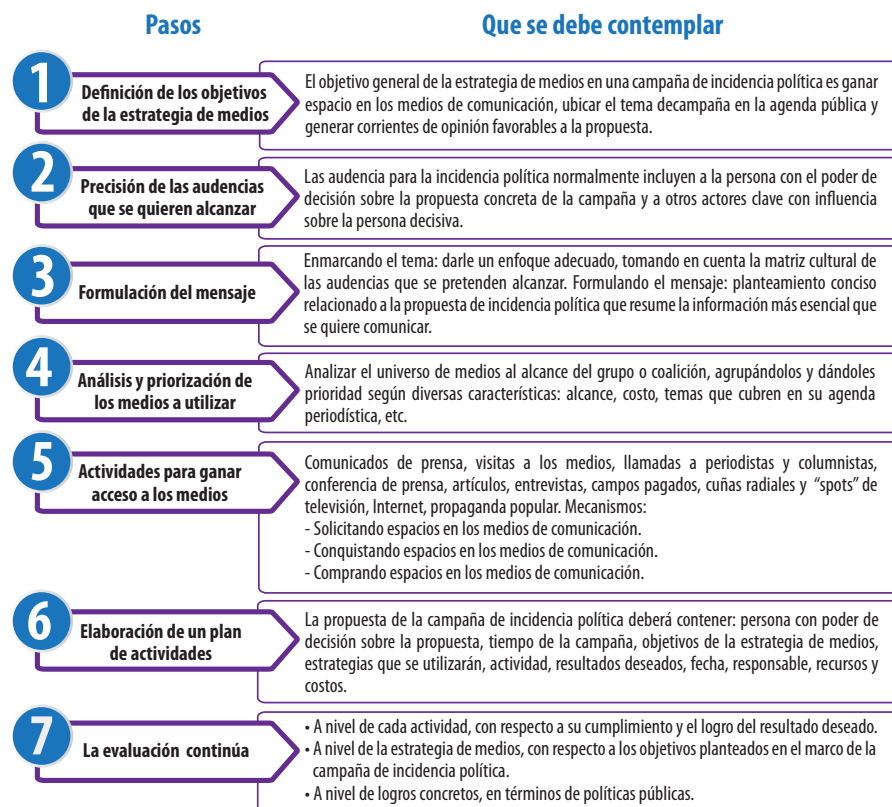 Pasos
Que se debe contemplar
1
Definición de los objetivos
de la estrategia de medios
El objetivo general de la estrategia de medios en una campaña de incidencia política es ganar
espacio en los medios de comunicación, ubicar el tema decampaña en la agenda pública y
generar corrientes de opinión favorables a la propuesta.
2
Precisión de las audencias
que se quieren alcanzar
Las audencia para la incidencia política normalmente incluyen a la persona con el poder de
decisión sobre la propuesta concreta de la campaña y a otros actores clave con influencia
sobre la persona decisiva.
3
Formulación del mensaje
Enmarcando el tema: darle un enfoque adecuado, tomando en cuenta la matriz cultural de
las audencias que se pretenden alcanzar. Formulando el mensaje: planteamiento conciso
relacionado a la propuesta de incidencia política que resume la información más esencial que
se quiere comunicar.
4
Análisis y priorización de
los medios a utilizar
Analizar el universo de medios al alcance del grupo o coalición, agrupándolos y dándoles
prioridad según diversas características: alcance, costo, temas que cubren en su agenda
periodística, etc.
5
Actividades para ganar
acceso a los medios
Comunicados de prensa, visitas a los medios, llamadas a periodistas y columnistas,
conferencia de prensa, artículos, entrevistas, campos pagados, cuñas radiales y “spots” de
televisión, Internet, propaganda popular. Mecanismos:
- Solicitando espacios en los medios de comunicación.
- Conquistando espacios en los medios de comunicación.
- Comprando espacios en los medios de comunicación.
6
Elaboración de un plan
de actividades
La propuesta de la campaña de incidencia política deberá contener: persona con poder de
decisión sobre la propuesta, tiempo de la campaña, objetivos de la estrategia de medios,
estrategias que se utilizarán, actividad, resultados deseados, fecha, responsable, recursos y
costos.
7
La evaluación continúa
• A nivel de cada actividad, con respecto a su cumplimiento y el logro del resultado deseado.
• A nivel de la estrategia de medios, con respecto a los objetivos planteados en el marco de la
campaña de incidencia política.
• A nivel de logros concretos, en términos de políticas públicas.